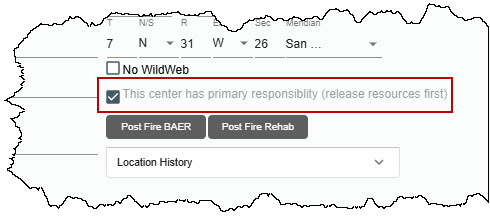 T N/S R E Sec Meridian
7 N 31 W 26 San ...
No WildWeb
This center has primary responsiblity (release resources first)
Post Fire BAER Post Fire Rehab
Location History